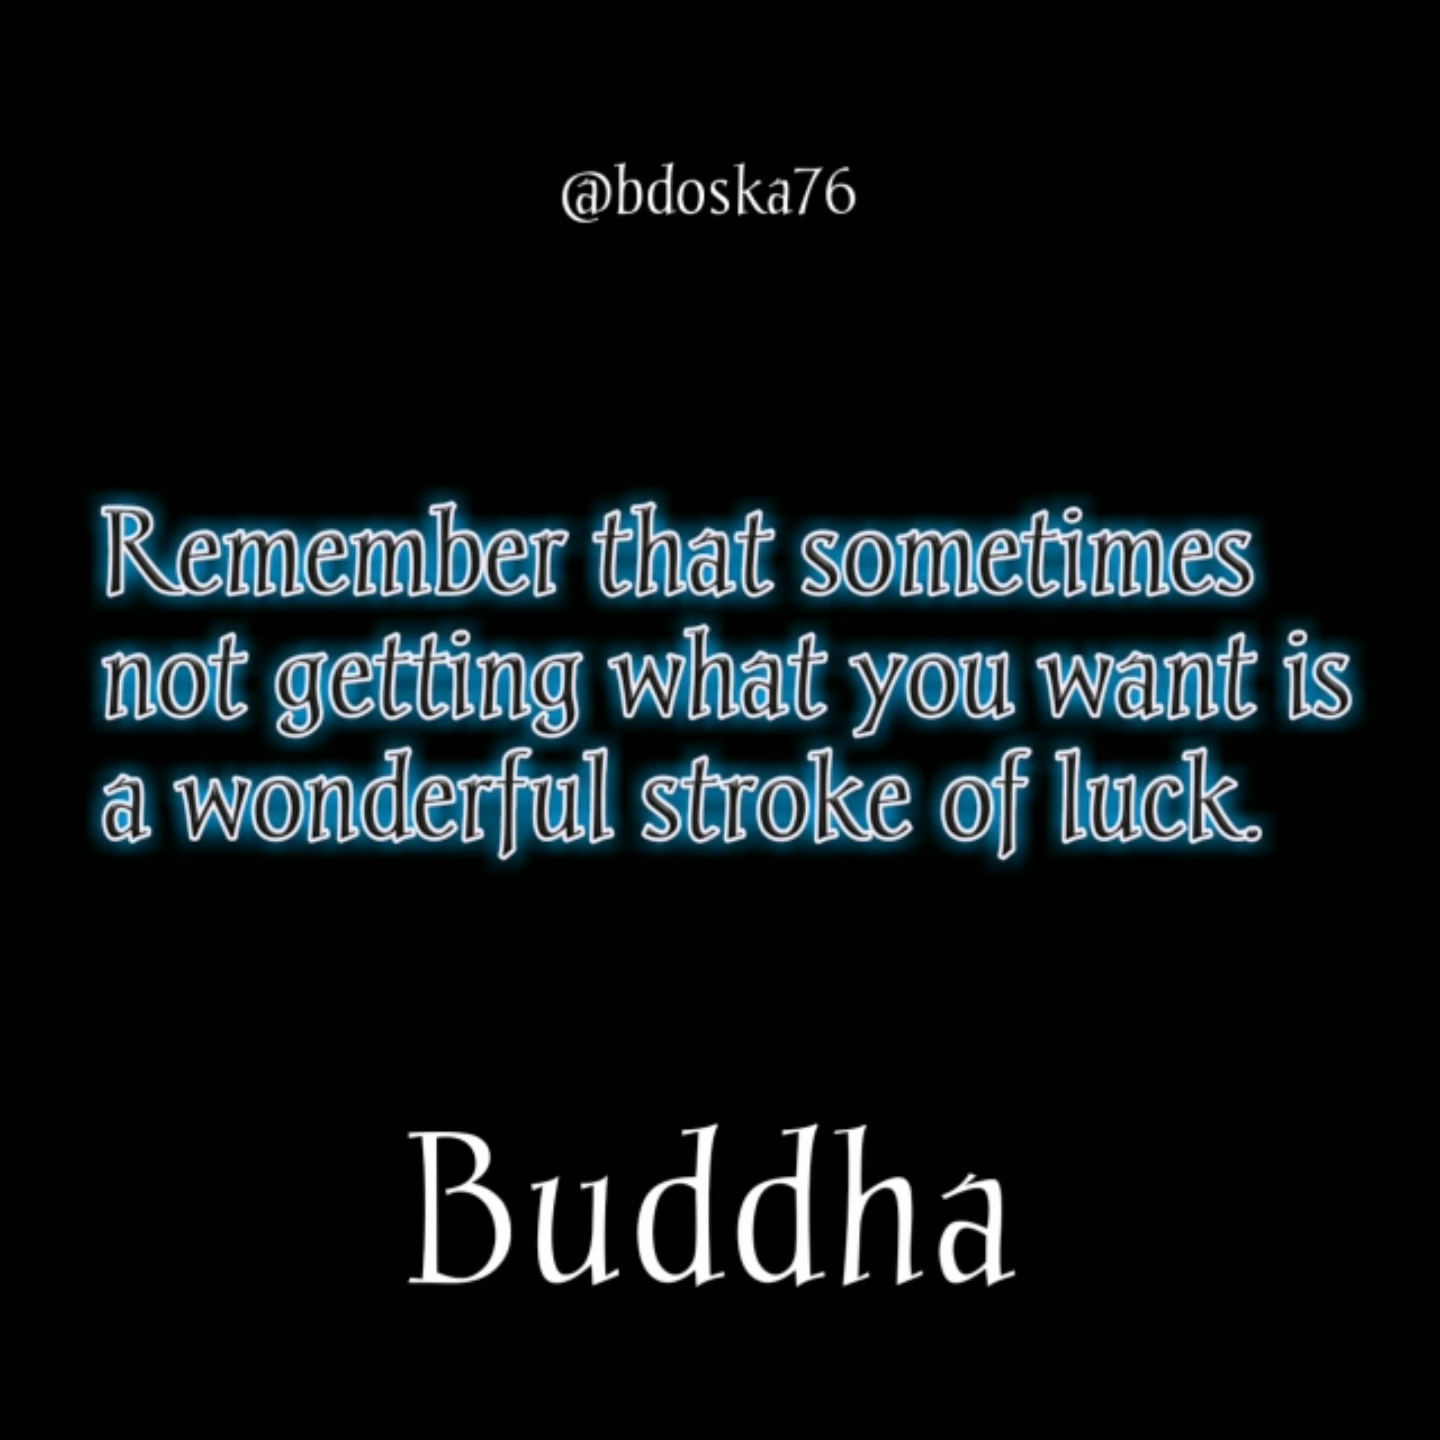 @bdoska76
Remember that sometimes
not getting what you want is
a wonderful stroke of luck.
Buddha